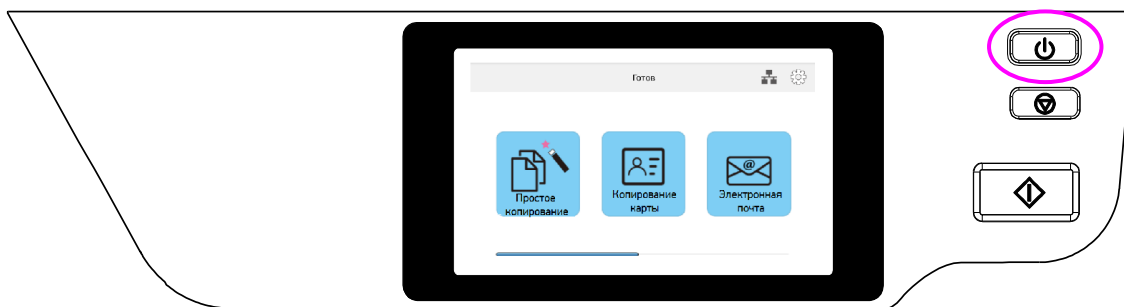 Готов
Простое
копирование
Копирование
карты
@
Электронная
почта